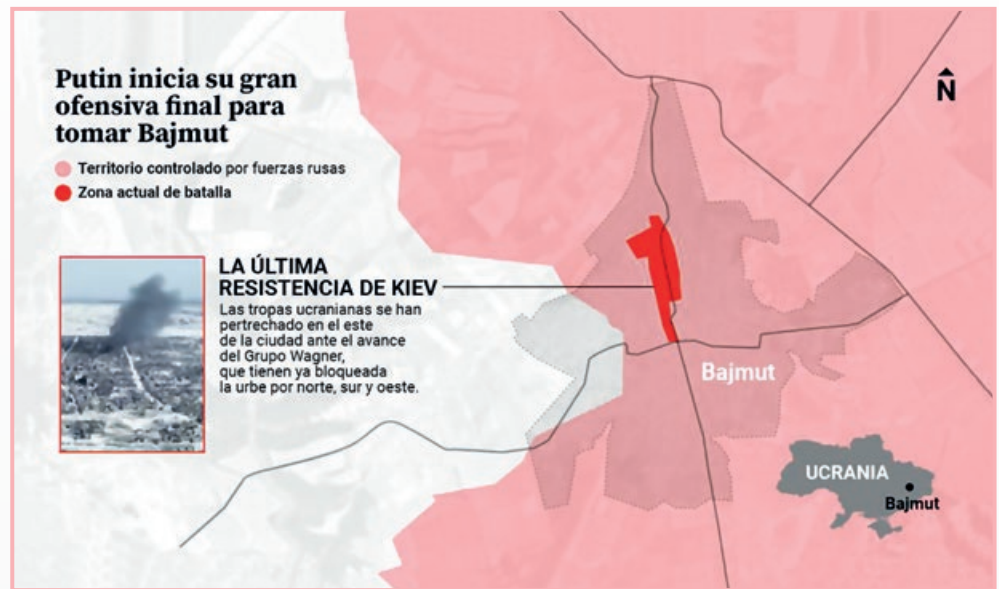 Putin inicia su gran
ofensiva final para
tomar Bajmut
Territorio controlado por fuerzas rusas
Zona actual de batalla
N
LA ÚLTIMA
RESISTENCIA DE KIEV
Las tropas ucranianas se han
pertrechado en el este
de la ciudad ante el avance
del Grupo Wagner,
que tienen ya bloqueada
la urbe por norte, sur y oeste.
Bajmut
UCRANIA
Bajmut